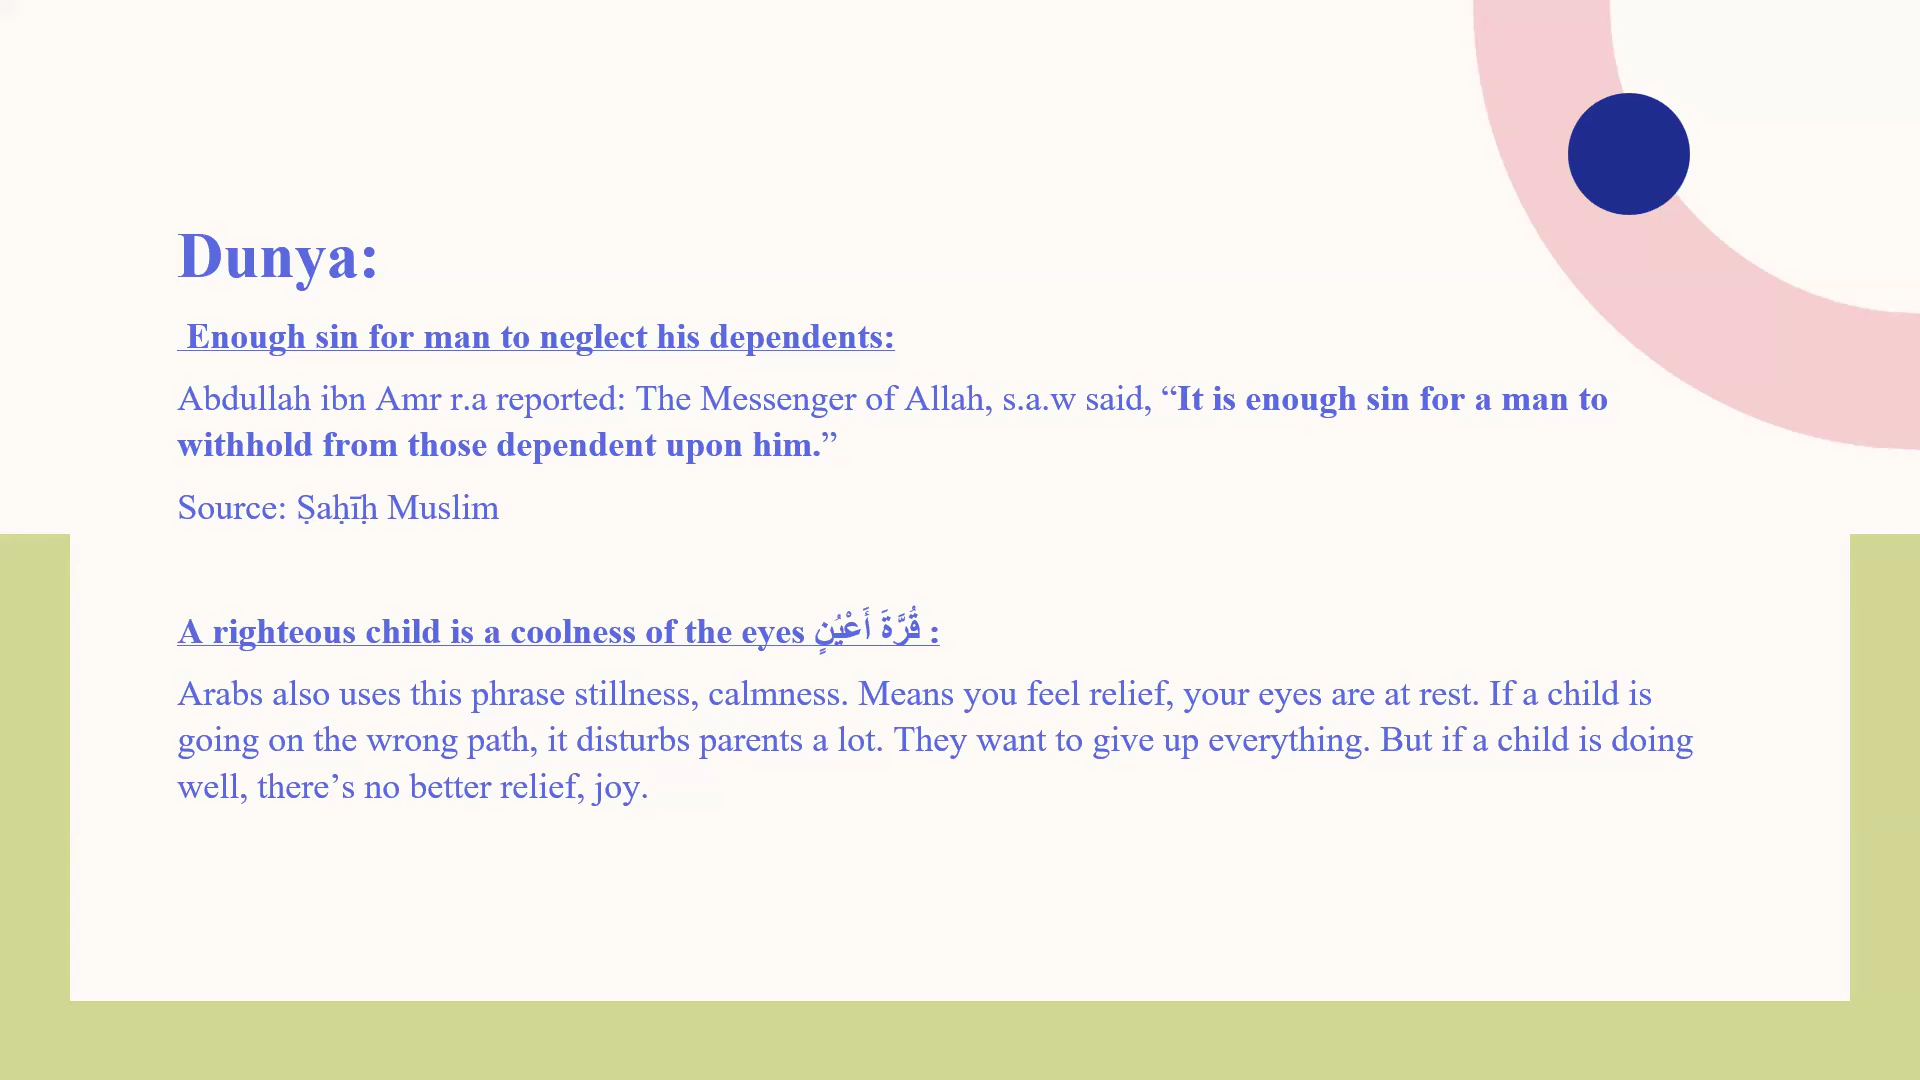 Dunya:
Enough sin for man to neglect his dependents:
Abdullah ibn Amr r.a reported: The Messenger of Allah, s.a.w said, “It is enough sin for a man to
withhold from those dependent upon him.”
Source: Ṣaḥīḥ Muslim
A righteous child is a coolness of the eyes قُرَّةَ أَعْيُنٍ :
Arabs also uses this phrase stillness, calmness. Means you feel relief, your eyes are at rest. If a child is
going on the wrong path, it disturbs parents a lot. They want to give up everything. But if a child is doing
well, there’s no better relief, joy.